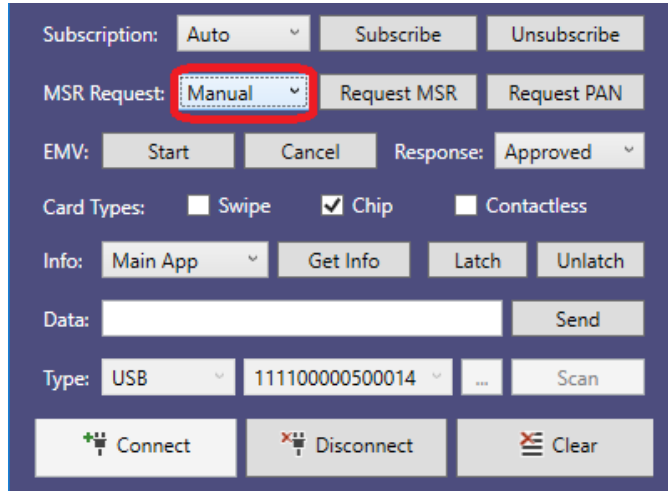 Subscription: Auto Subscribe Unsubscribe
MSR Request: Manual Request MSR Request PAN
EMV: Start Cancel Response: Approved
Card Types: Swipe Chip Contactless
Info: Main App Get Info Latch Unlatch
Data: Send
Type: USB 111100000500014 ... Scan
Connect Disconnect Clear